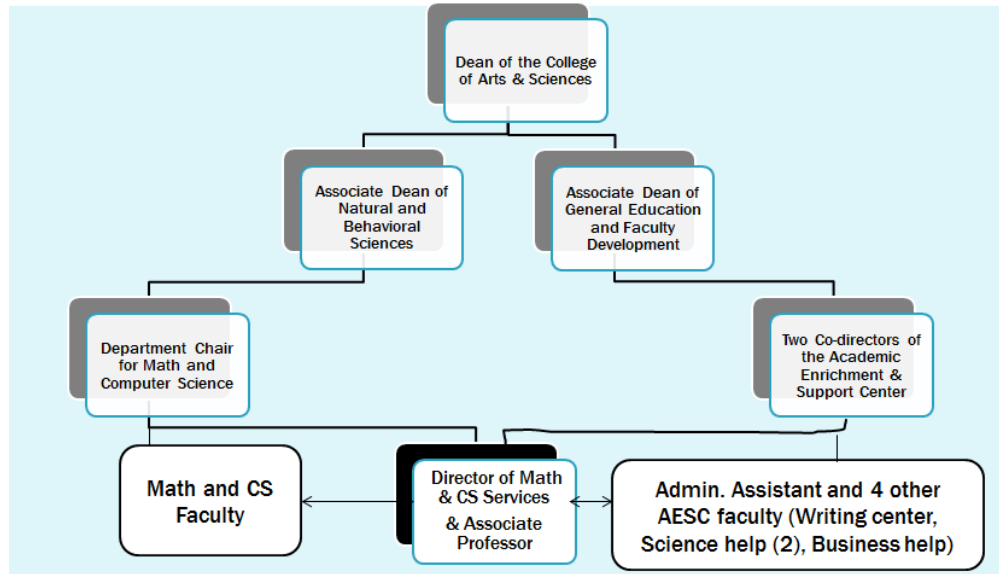 Dean of the College
of Arts & Sciences
Associate Dean of
Natural and
Behavioral
Sciences
Associate Dean of
General Education
and Faculty
Development
Department Chair
for Math and
Computer Science
Two Co-directors of
the Academic
Enrichment &
Support Center
Math and CS
Faculty
Director of Math
& CS Services
& Associate
Professor
Admin. Assistant and 4 other
AESC faculty (Writing center,
Science help (2), Business help)